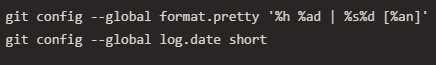 git config --global format.pretty '%h %ad | %s%d [%an]'
git config --global log.date short